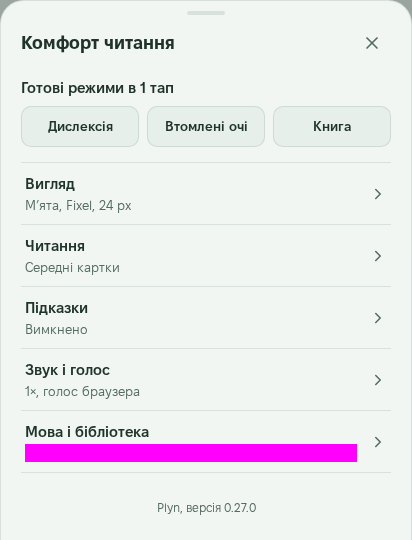 Комфорт читання
Готові режими в 1 тап
Дислексія
Втомлені очі
Книга
Вигляд
Мʼята, Fixel, 24 px
Читання
Середні картки
Підказки
Вимкнено
Звук і голос
1×, голос браузера
Мова і бібліотека
Plyn, версія 0.27.0